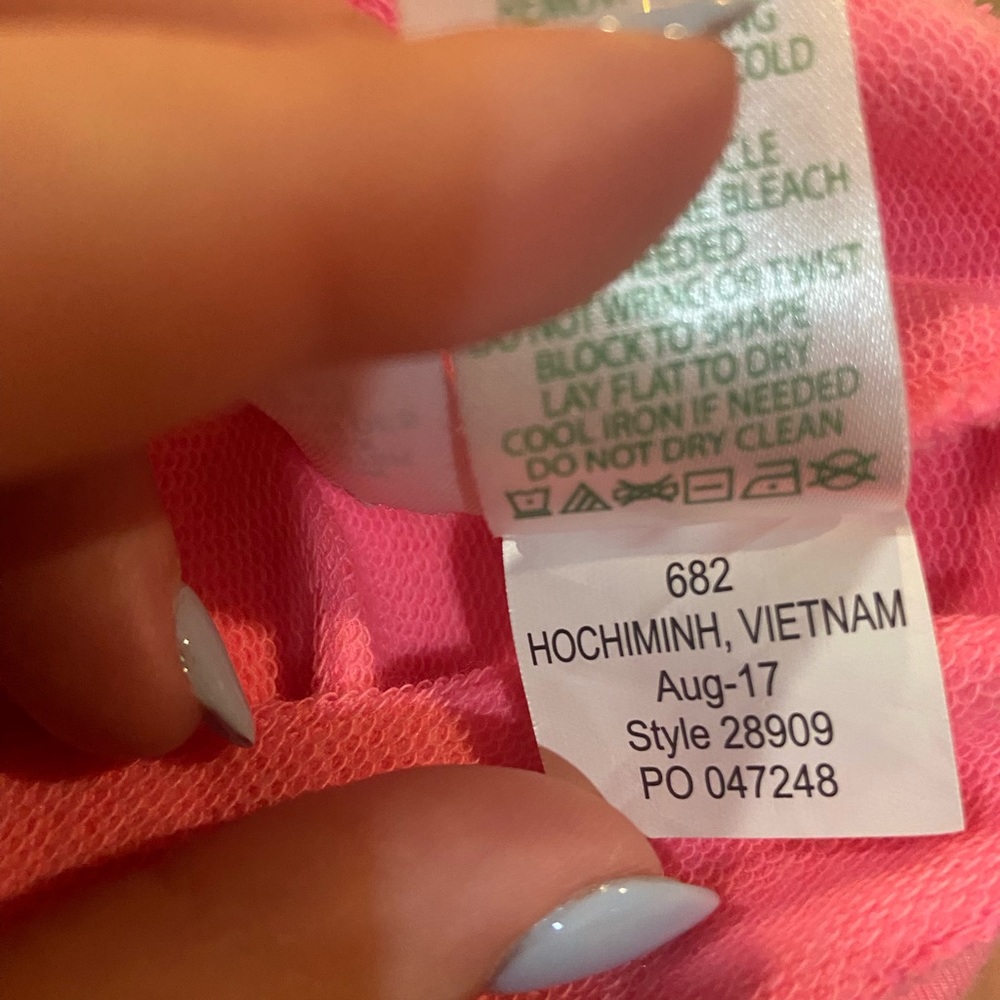 COLD
BLEACH
DO NOT WRING OR TWIST
BLOCK TO SHAPE
LAY FLAT TO DRY
COOL IRON IF NEEDED
DO NOT DRY CLEAN
682
HOCHIMINH, VIETNAM
Aug-17
Style 28909
PO 047248